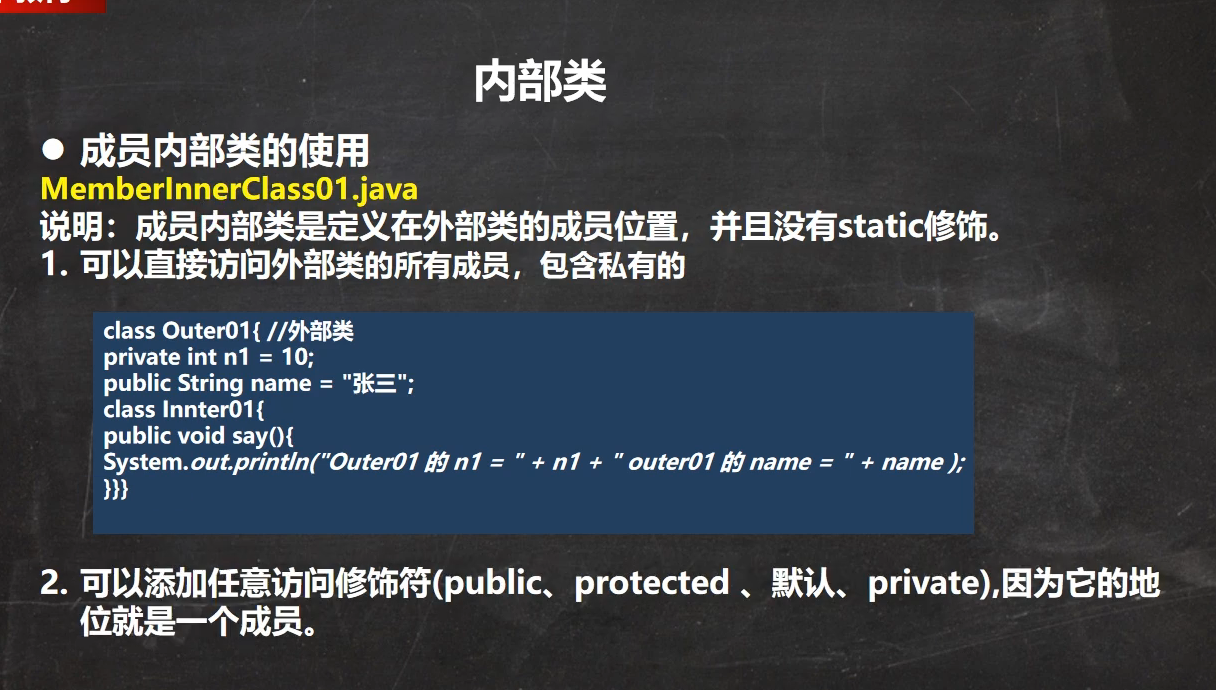 内部类
● 成员内部类的使用
MemberInnerClass01.java
说明：成员内部类是定义在外部类的成员位置，并且没有static修饰。
1. 可以直接访问外部类的所有成员，包含私有的
class Outer01{ //外部类
private int n1 = 10;
public String name = "张三";
class Innter01{
public void say(){
System.out.println("Outer01 的 n1 = " + n1 + " outer01 的 name = " + name );
}}}
2. 可以添加任意访问修饰符(public、protected 、默认、private),因为它的地
位就是一个成员。